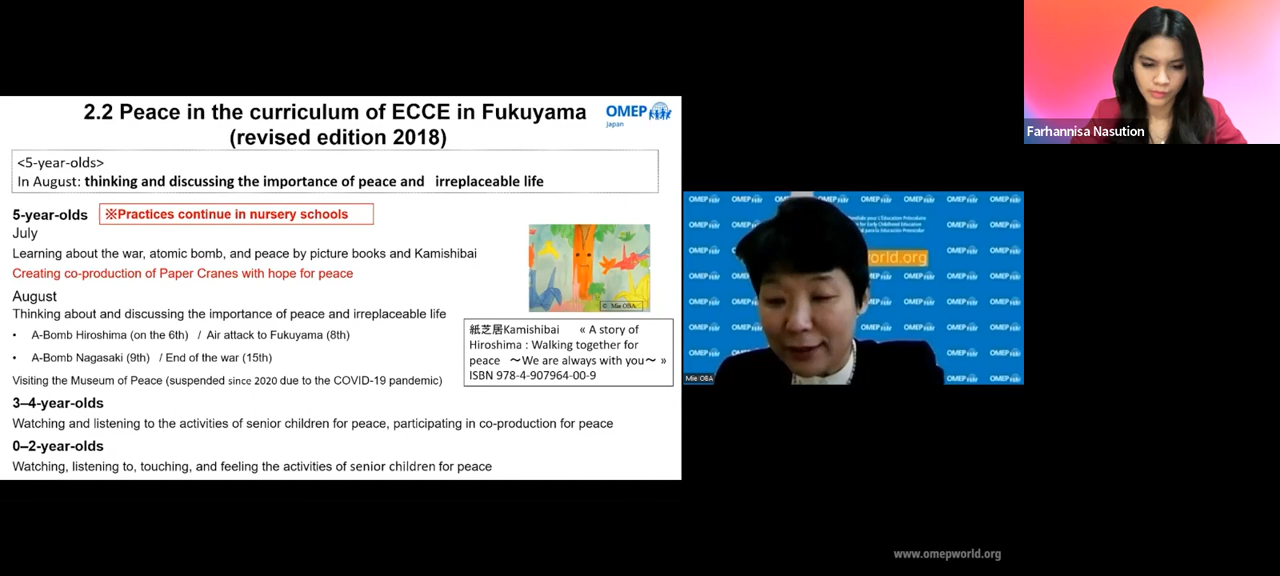 2.2 Peace in the curriculum of ECCE in Fukuyama
(revised edition 2018)
OMEP
Japan
<5-year-olds>
In August: thinking and discussing the importance of peace and irreplaceable life
5-year-olds
※Practices continue in nursery schools
July
Learning about the war, atomic bomb, and peace by picture books and Kamishibai
Creating co-production of Paper Cranes with hope for peace
August
Thinking about and discussing the importance of peace and irreplaceable life
• A-Bomb Hiroshima (on the 6th) / Air attack to Fukuyama (8th)
• A-Bomb Nagasaki (9th) / End of the war (15th)
Visiting the Museum of Peace (suspended since 2020 due to the COVID-19 pandemic)
3–4-year-olds
Watching and listening to the activities of senior children for peace, participating in co-production for peace
0–2-year-olds
Watching, listening to, touching, and feeling the activities of senior children for peace
© Mie OBA
紙芝居Kamishibai « A story of
Hiroshima : Walking together for
peace ～We are always with you～ »
ISBN 978-4-907964-00-9
OMEP
world.org
Mie OBA
Farhannisa Nasution
www.omepworld.org